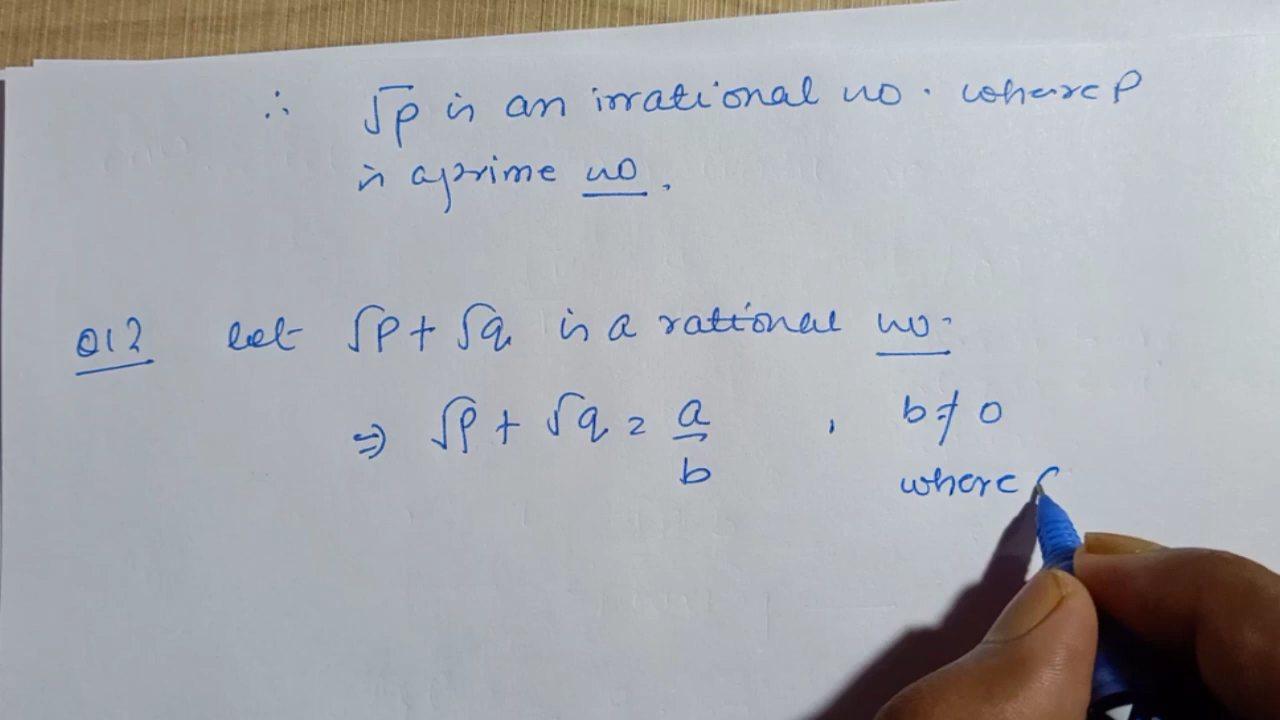 ∴ √p is an irrational no. where p
is a prime no.
Q12 let √p + √q is a rational no.
⇒ √p + √q = a/b , b ≠ 0
where